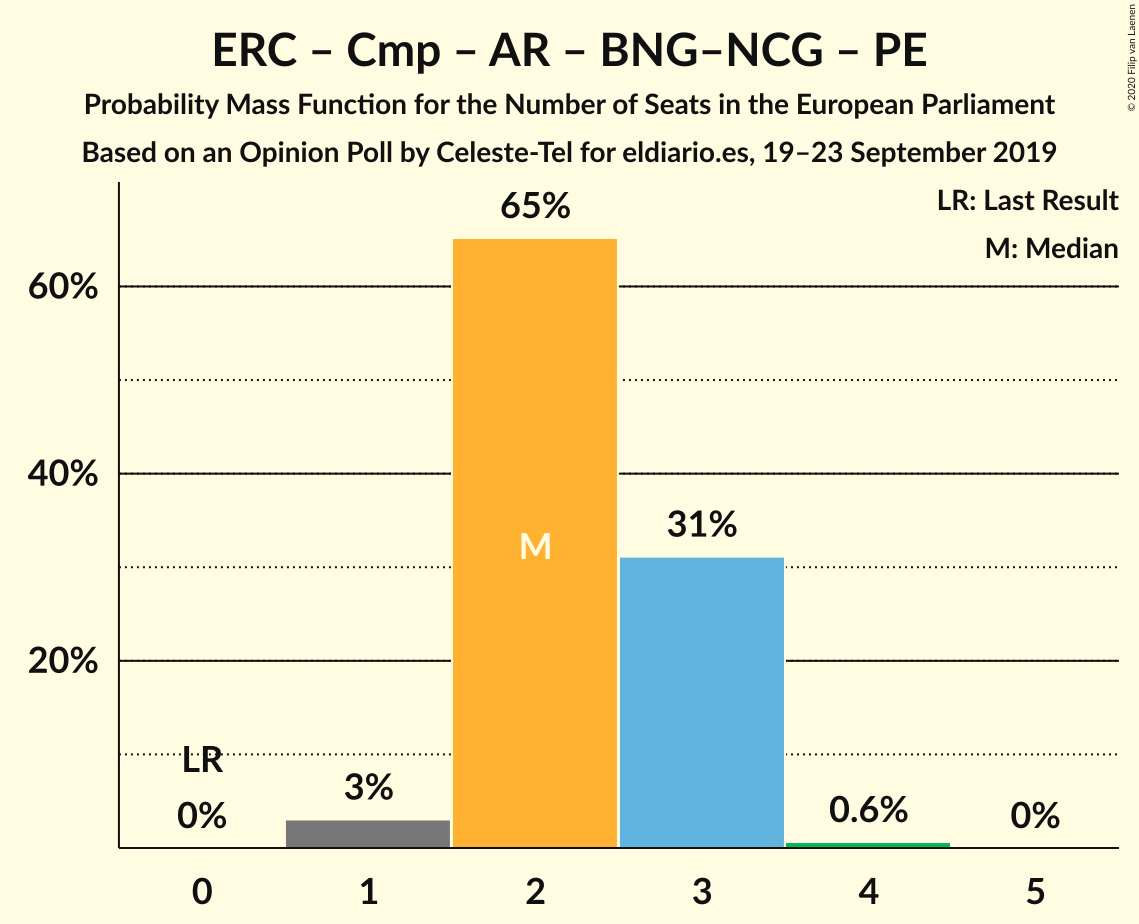 ERC – Cmp – AR – BNG–NCG – PE
Probability Mass Function for the Number of Seats in the European Parliament
Based on an Opinion Poll by Celeste-Tel for eldiario.es, 19–23 September 2019
© 2020 Filip van Laenen
LR: Last Result
M: Median
65%
60%
40%
31%
M
20%
LR
3%
0%
0.6%
0%
0 1 2 3 4 5